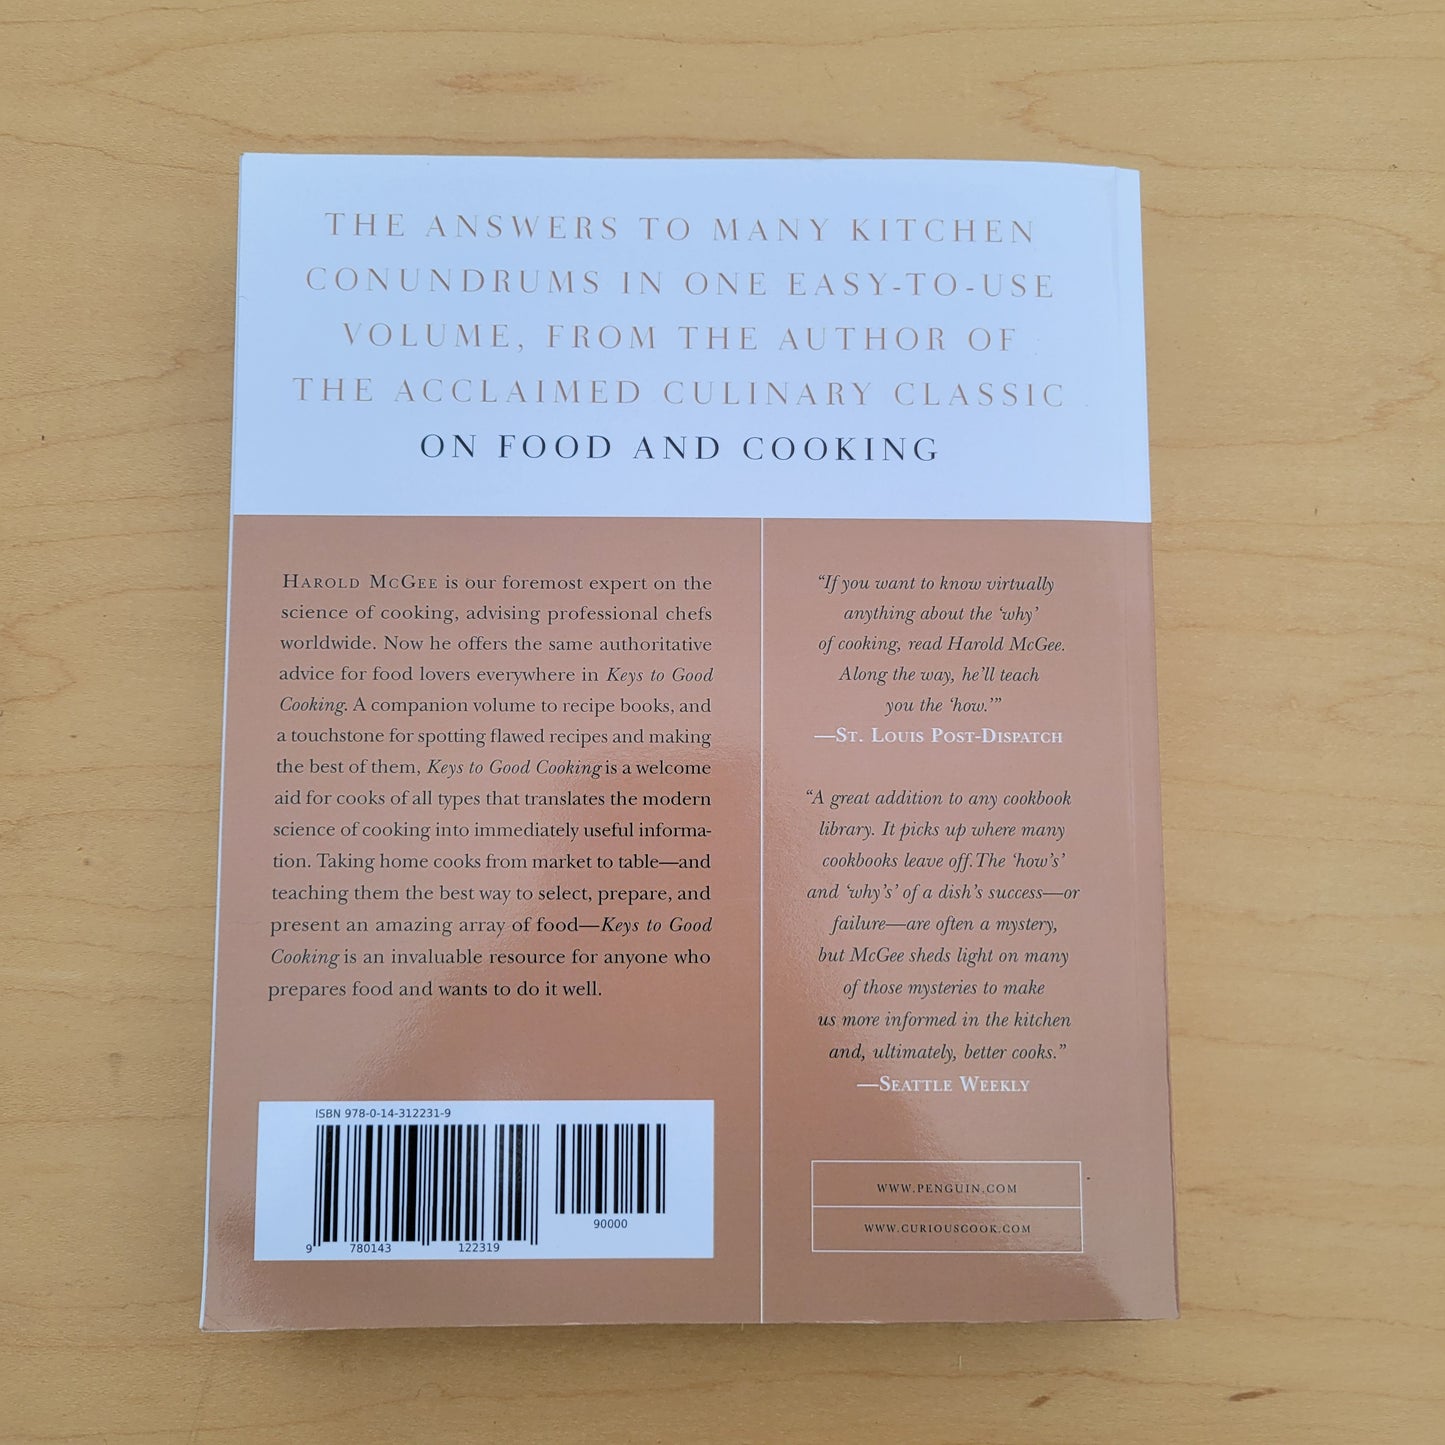 THE ANSWERS TO MANY KITCHEN
CONUNDRUMS IN ONE EASY-TO-USE
VOLUME, FROM THE AUTHOR OF
THE ACCLAIMED CULINARY CLASSIC
ON FOOD AND COOKING
HAROLD MCGEE is our foremost expert on the
science of cooking, advising professional chefs
worldwide. Now he offers the same authoritative
advice for food lovers everywhere in Keys to Good
Cooking. A companion volume to recipe books, and
a touchstone for spotting flawed recipes and making
the best of them, Keys to Good Cooking is a welcome
aid for cooks of all types that translates the modern
science of cooking into immediately useful informa-
tion. Taking home cooks from market to table—and
teaching them the best way to select, prepare, and
present an amazing array of food—Keys to Good
Cooking is an invaluable resource for anyone who
prepares food and wants to do it well.
“If you want to know virtually
anything about the ‘why’
of cooking, read Harold McGee.
Along the way, he’ll teach
you the ‘how.’”
—ST. LOUIS POST-DISPATCH
“A great addition to any cookbook
library. It picks up where many
cookbooks leave off. The ‘how’s’
and ‘why’s’ of a dish’s success—or
failure—are often a mystery,
but McGee sheds light on many
of those mysteries to make
us more informed in the kitchen
and, ultimately, better cooks.”
—SEATTLE WEEKLY
ISBN 978-0-14-312231-9
90000
9 780143 122319
WWW.PENGUIN.COM
WWW.CURIOUSCOOK.COM